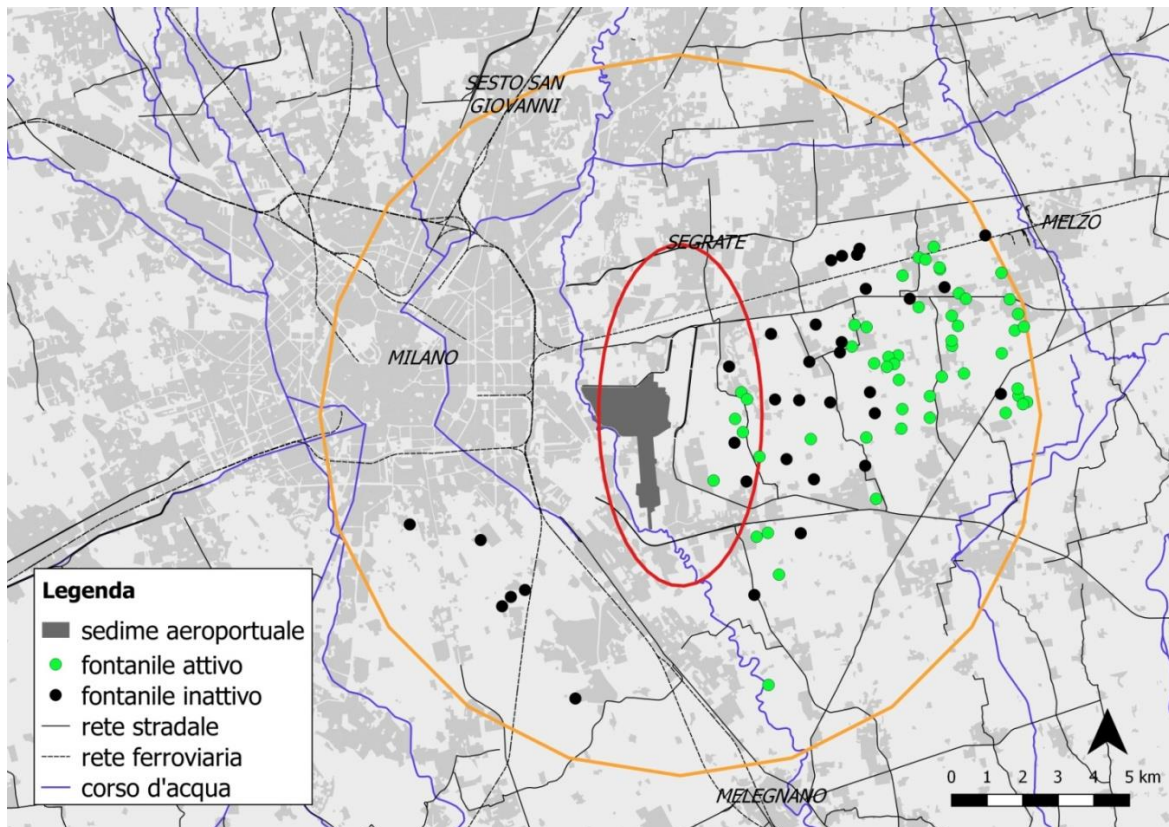 SESTO SAN
GIOVANNI
SEGRATE
MELZO
MILANO
Legenda
sedime aeroportuale
fontanile attivo
fontanile inattivo
rete stradale
rete ferroviaria
corso d'acqua
MELEGNANO
0 1 2 3 4 5 km